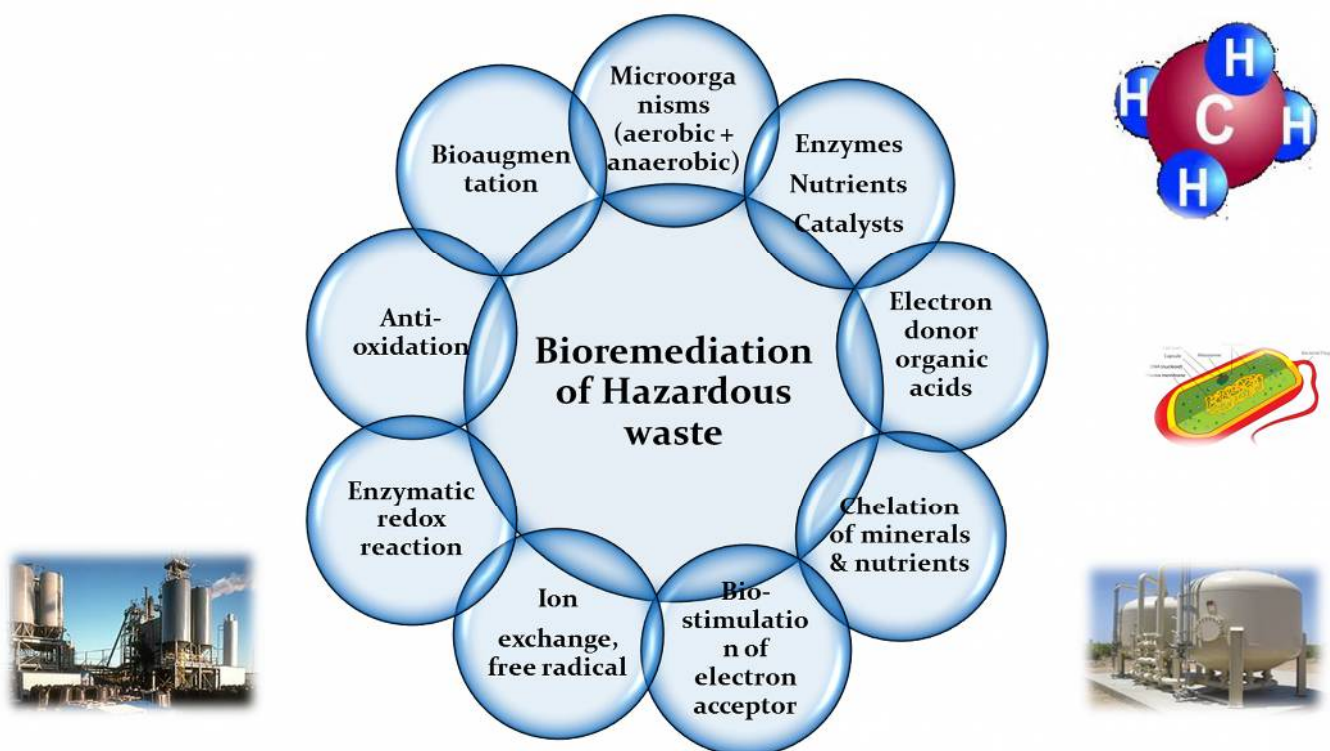 Microorga
nisms
(aerobic +
anaerobic)
Enzymes
Nutrients
Catalysts
Electron
donor
organic
acids
Chelation
of minerals
& nutrients
Bio-
stimulatio
n of
electron
acceptor
Ion
exchange,
free radical
Enzymatic
redox
reaction
Anti-
oxidation
Bioaugmen
tation
Bioremediation
of Hazardous
waste
H
H
C
H
H
Capsule